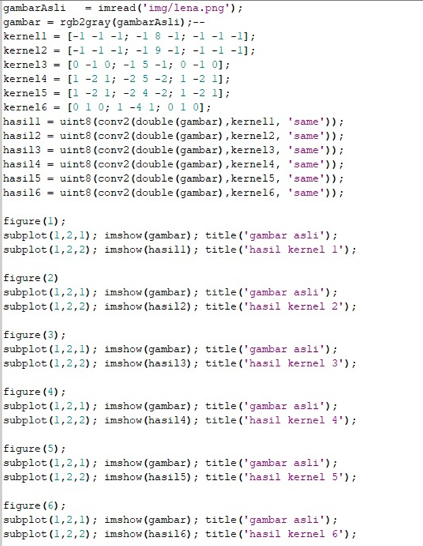 gambarAsli   = imread('img/lena.png');
gambar = rgb2gray(gambarAsli);--
kernel1 = [-1 -1 -1; -1 8 -1; -1 -1 -1];
kernel2 = [-1 -1 -1; -1 9 -1; -1 -1 -1];
kernel3 = [0 -1 0; -1 5 -1; 0 -1 0];
kernel4 = [1 -2 1; -2 5 -2; 1 -2 1];
kernel5 = [1 -2 1; -2 4 -2; 1 -2 1];
kernel6 = [0 1 0; 1 -4 1; 0 1 0];
hasil1 = uint8(conv2(double(gambar),kernel1, 'same'));
hasil2 = uint8(conv2(double(gambar),kernel2, 'same'));
hasil3 = uint8(conv2(double(gambar),kernel3, 'same'));
hasil4 = uint8(conv2(double(gambar),kernel4, 'same'));
hasil5 = uint8(conv2(double(gambar),kernel5, 'same'));
hasil6 = uint8(conv2(double(gambar),kernel6, 'same'));
figure(1);
subplot(1,2,1); imshow(gambar); title('gambar asli');
subplot(1,2,2); imshow(hasil1); title('hasil kernel 1');
figure(2)
subplot(1,2,1); imshow(gambar); title('gambar asli');
subplot(1,2,2); imshow(hasil2); title('hasil kernel 2');
figure(3);
subplot(1,2,1); imshow(gambar); title('gambar asli');
subplot(1,2,2); imshow(hasil3); title('hasil kernel 3');
figure(4);
subplot(1,2,1); imshow(gambar); title('gambar asli');
subplot(1,2,2); imshow(hasil4); title('hasil kernel 4');
figure(5);
subplot(1,2,1); imshow(gambar); title('gambar asli');
subplot(1,2,2); imshow(hasil5); title('hasil kernel 5');
figure(6);
subplot(1,2,1); imshow(gambar); title('gambar asli');
subplot(1,2,2); imshow(hasil6); title('hasil kernel 6');